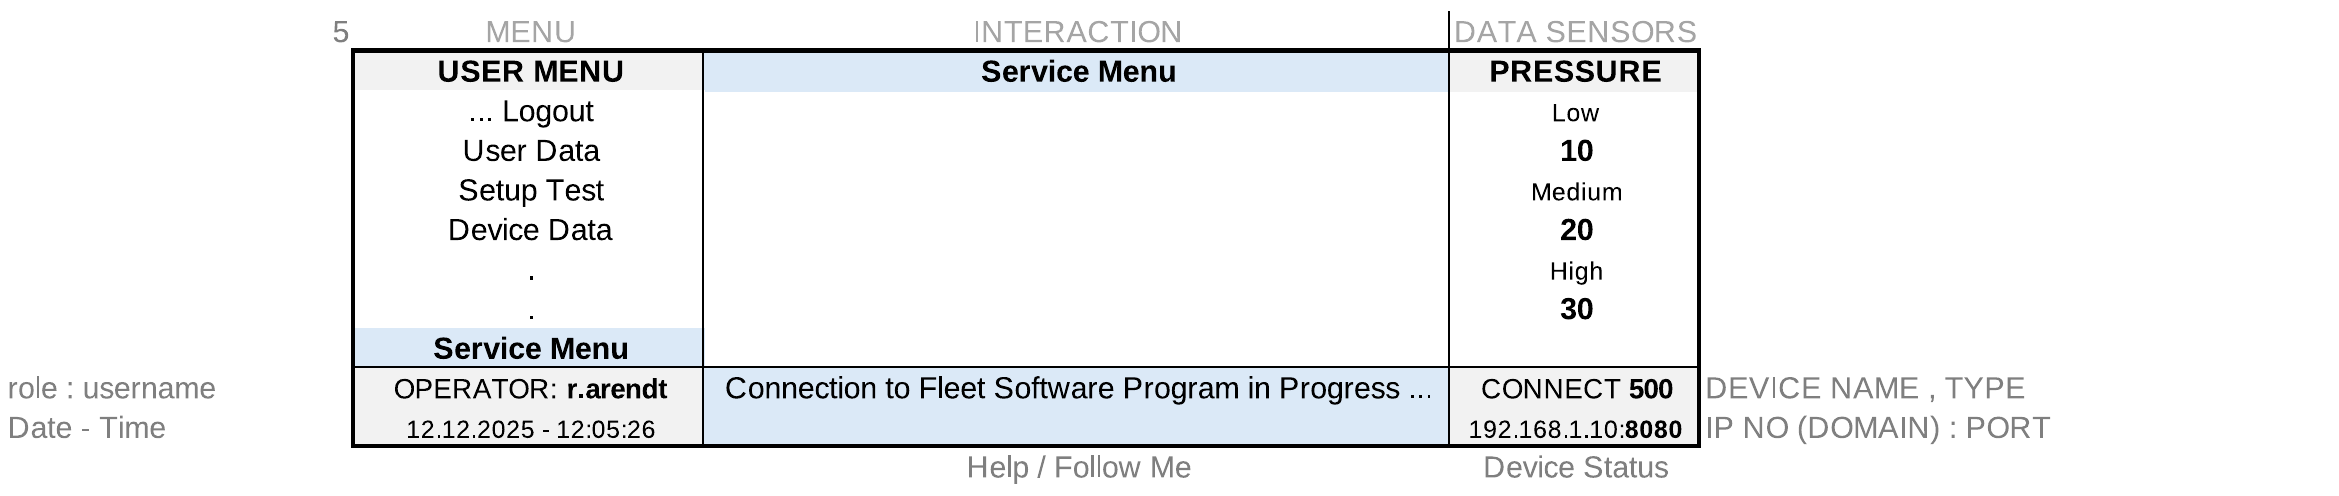 5 MENU INTERACTION DATA SENSORS
USER MENU Service Menu PRESSURE
... Logout Low
User Data 10
Setup Test Medium
Device Data 20
. High
. 30
Service Menu
role : username OPERATOR: r.arendt Connection to Fleet Software Program in Progress ... CONNECT 500 DEVICE NAME , TYPE
Date - Time 12.12.2025 - 12:05:26 192.168.1.10:8080 IP NO (DOMAIN) : PORT
Help / Follow Me Device Status